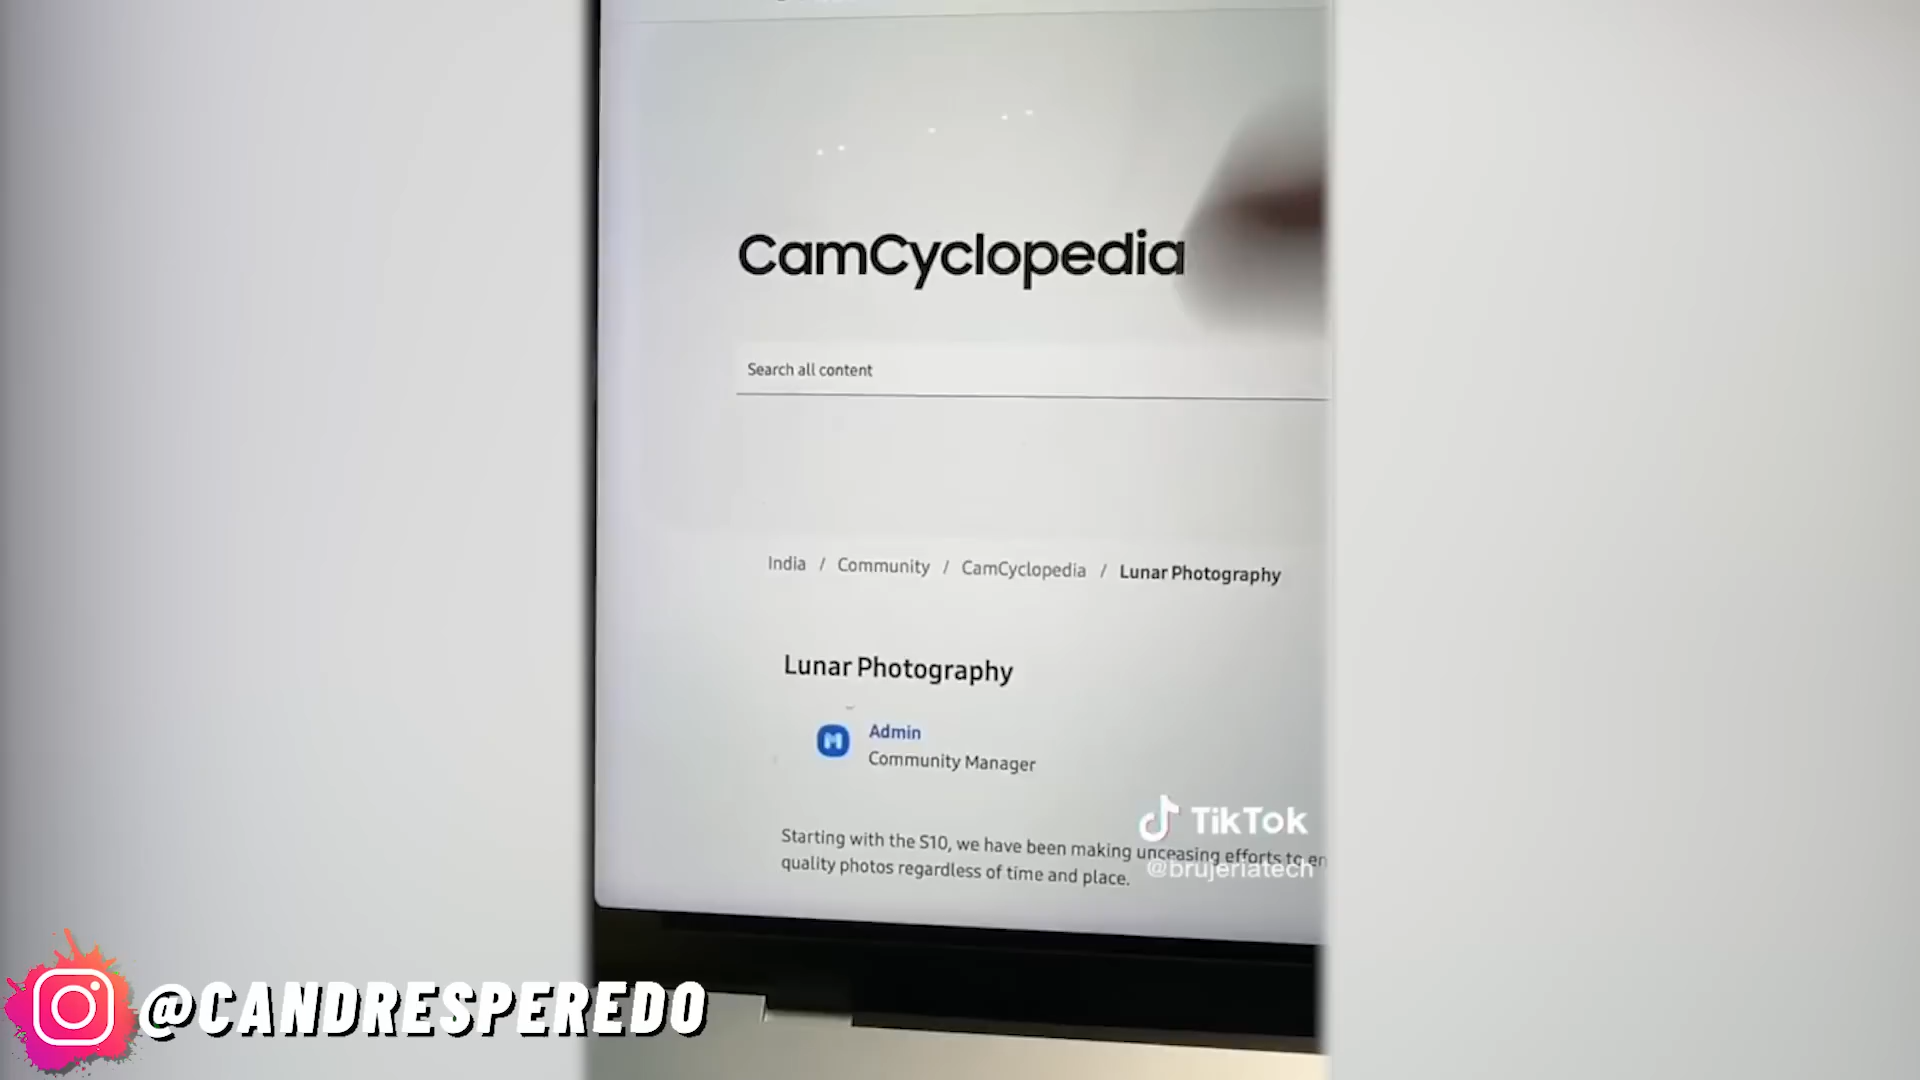 CamCyclopedia
Search all content
India / Community / CamCyclopedia / Lunar Photography
Lunar Photography
Admin
Community Manager
Starting with the S10, we have been making unceasing efforts to en
quality photos regardless of time and place.
TikTok
@brujeriatech
@CANDRESPEREDO